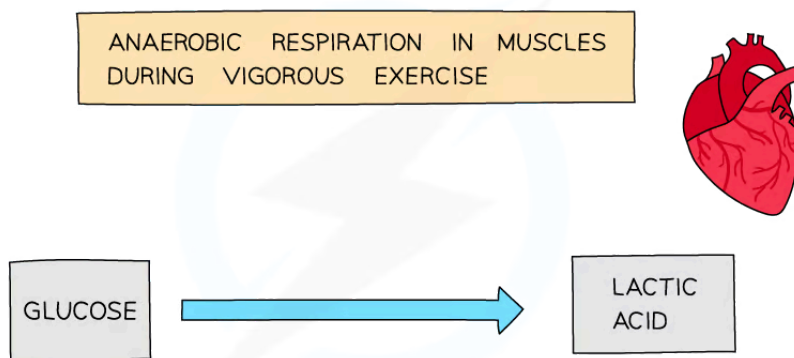 ANAEROBIC RESPIRATION IN MUSCLES
DURING VIGOROUS EXERCISE
GLUCOSE
LACTIC
ACID